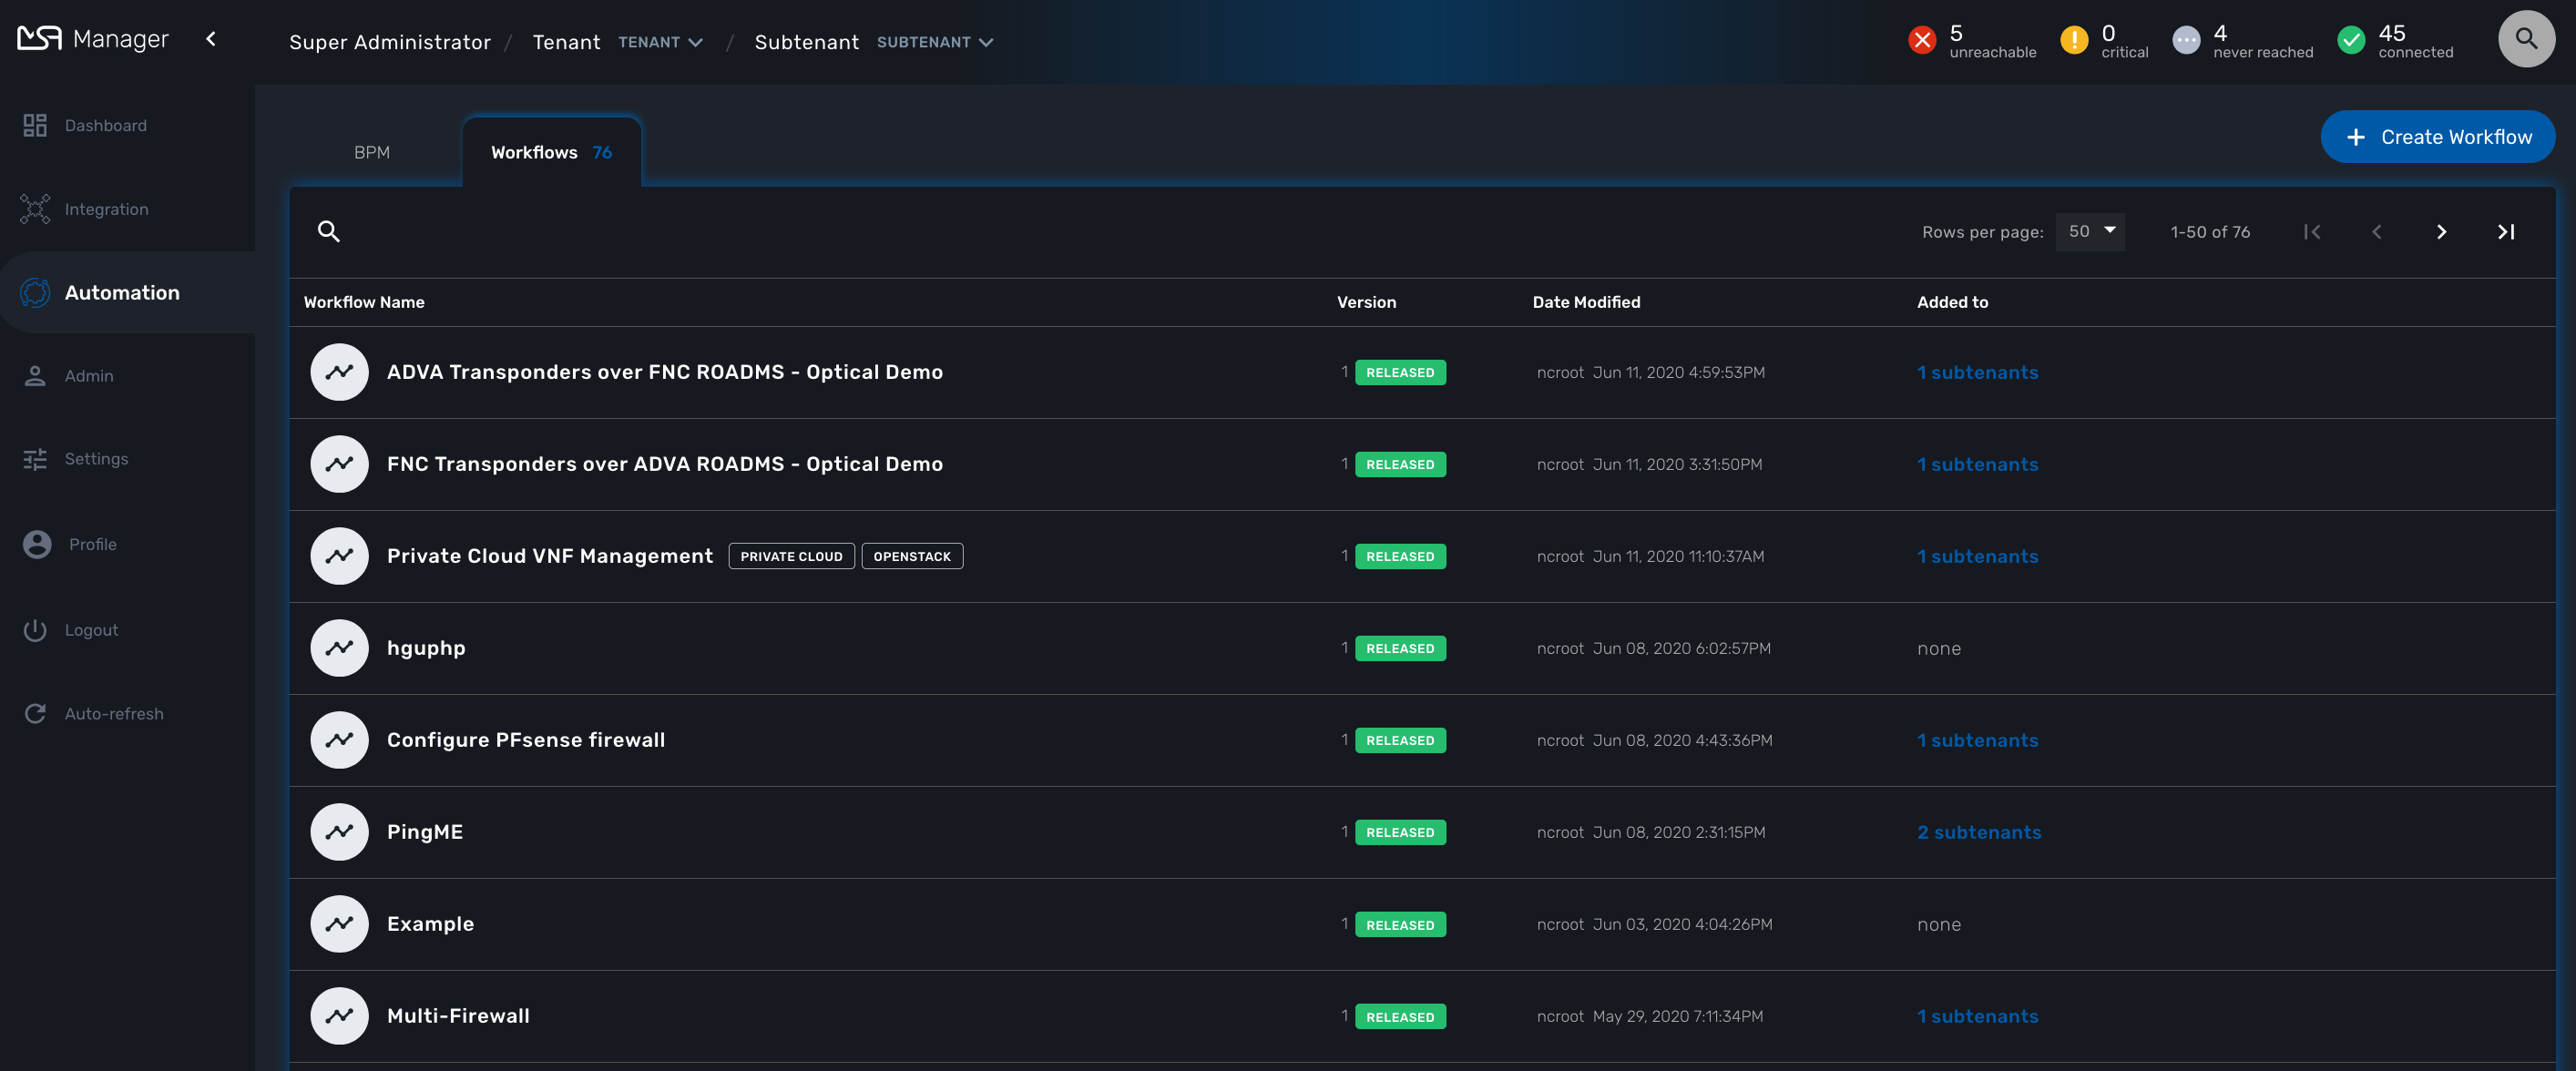 MSA Manager
Super Administrator / Tenant TENANT / Subtenant SUBTENANT
5 unreachable
0 critical
4 never reached
45 connected
Dashboard
Integration
Automation
Admin
Settings
Profile
Logout
Auto-refresh
BPM
Workflows 76
+ Create Workflow
Rows per page: 50 1-50 of 76
Workflow Name Version Date Modified Added to
ADVA Transponders over FNC ROADMS - Optical Demo 1 RELEASED ncroot Jun 11, 2020 4:59:53PM 1 subtenants
FNC Transponders over ADVA ROADMS - Optical Demo 1 RELEASED ncroot Jun 11, 2020 3:31:50PM 1 subtenants
Private Cloud VNF Management PRIVATE CLOUD OPENSTACK 1 RELEASED ncroot Jun 11, 2020 11:10:37AM 1 subtenants
hguphp 1 RELEASED ncroot Jun 08, 2020 6:02:57PM none
Configure PFsense firewall 1 RELEASED ncroot Jun 08, 2020 4:43:36PM 1 subtenants
PingME 1 RELEASED ncroot Jun 08, 2020 2:31:15PM 2 subtenants
Example 1 RELEASED ncroot Jun 03, 2020 4:04:26PM none
Multi-Firewall 1 RELEASED ncroot May 29, 2020 7:11:34PM 1 subtenants